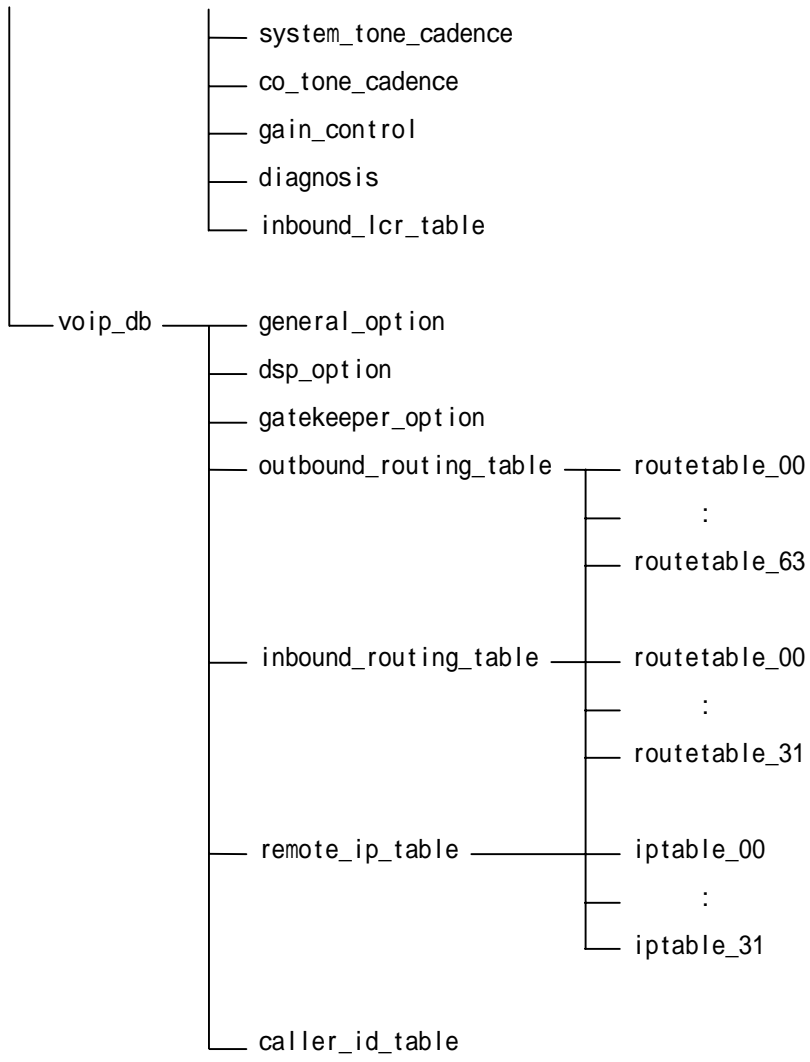 system_tone_cadence
co_tone_cadence
gain_control
diagnosis
inbound_lcr_table
voip_db general_option
dsp_option
gatekeeper_option
outbound_routing_table routetable_00
:
routetable_63
inbound_routing_table routetable_00
:
routetable_31
remote_ip_table iptable_00
:
iptable_31
caller_id_table